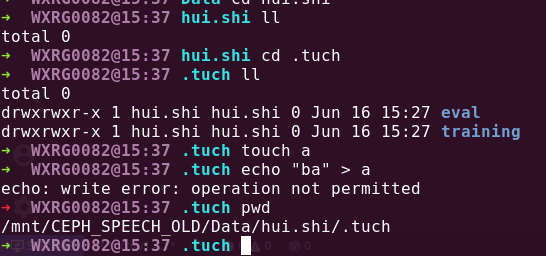 ➜ WXRG0082@15:37 Data cd hui.shi
➜ WXRG0082@15:37 hui.shi ll
total 0
➜ WXRG0082@15:37 hui.shi cd .tuch
➜ WXRG0082@15:37 .tuch ll
total 0
drwxrwxr-x 1 hui.shi hui.shi 0 Jun 16 15:27 eval
drwxrwxr-x 1 hui.shi hui.shi 0 Jun 16 15:27 training
➜ WXRG0082@15:37 .tuch touch a
➜ WXRG0082@15:37 .tuch echo "ba" > a
echo: write error: operation not permitted
➜ WXRG0082@15:37 .tuch pwd
/mnt/CEPH_SPEECH_OLD/Data/hui.shi/.tuch
➜ WXRG0082@15:37 .tuch